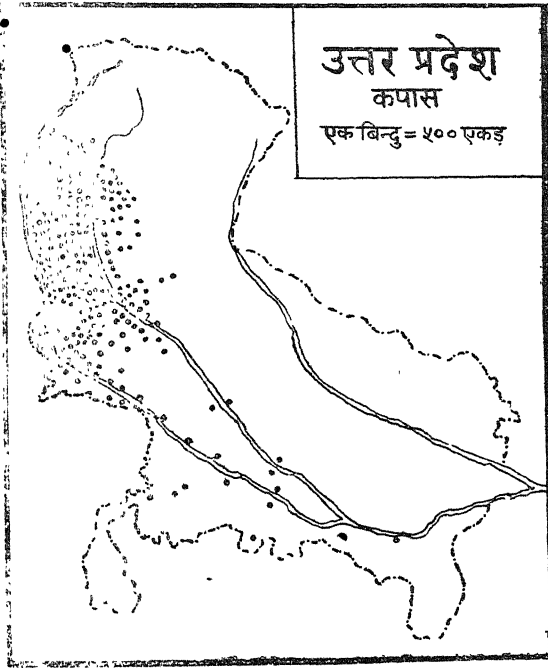 उत्तर प्रदेश
कपास
एक बिन्दु = ५०० एकड़